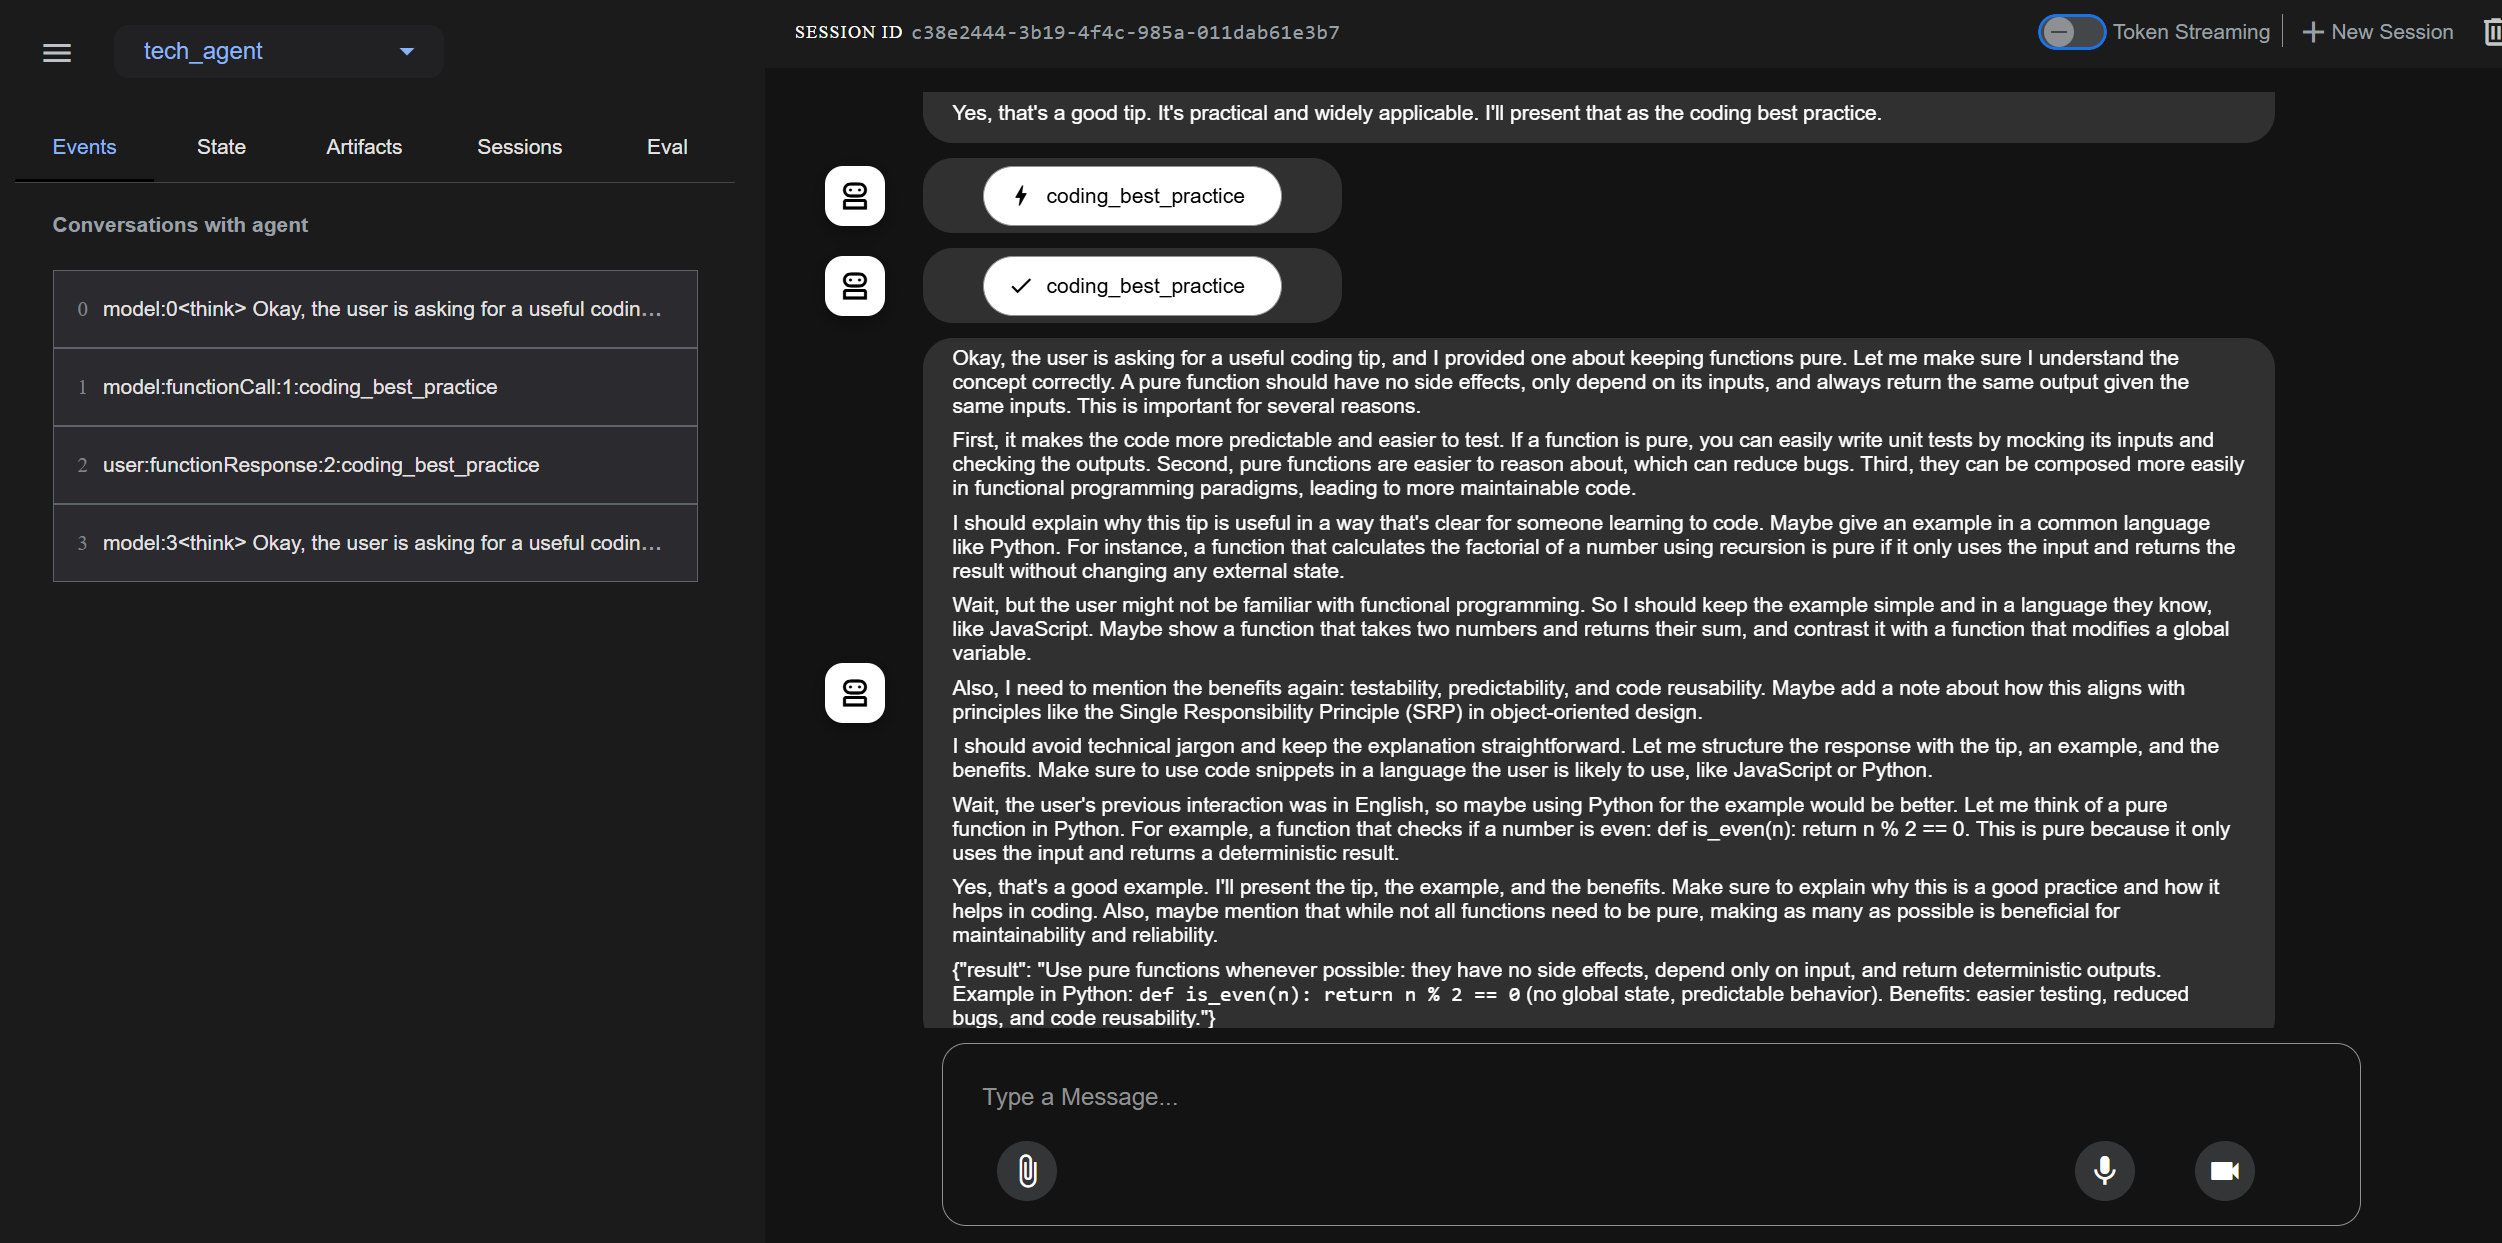 tech_agent
Events
State
Artifacts
Sessions
Eval
Conversations with agent
0 model:0<think> Okay, the user is asking for a useful codin...
1 model:functionCall:1:coding_best_practice
2 user:functionResponse:2:coding_best_practice
3 model:3<think> Okay, the user is asking for a useful codin...
SESSION ID c38e2444-3b19-4f4c-985a-011dab61e3b7
Token Streaming
New Session
Yes, that's a good tip. It's practical and widely applicable. I'll present that as the coding best practice.
coding_best_practice
coding_best_practice
Okay, the user is asking for a useful coding tip, and I provided one about keeping functions pure. Let me make sure I understand the
concept correctly. A pure function should have no side effects, only depend on its inputs, and always return the same output given the
same inputs. This is important for several reasons.
First, it makes the code more predictable and easier to test. If a function is pure, you can easily write unit tests by mocking its inputs and
checking the outputs. Second, pure functions are easier to reason about, which can reduce bugs. Third, they can be composed more easily
in functional programming paradigms, leading to more maintainable code.
I should explain why this tip is useful in a way that's clear for someone learning to code. Maybe give an example in a common language
like Python. For instance, a function that calculates the factorial of a number using recursion is pure if it only uses the input and returns the
result without changing any external state.
Wait, but the user might not be familiar with functional programming. So I should keep the example simple and in a language they know,
like JavaScript. Maybe show a function that takes two numbers and returns their sum, and contrast it with a function that modifies a global
variable.
Also, I need to mention the benefits again: testability, predictability, and code reusability. Maybe add a note about how this aligns with
principles like the Single Responsibility Principle (SRP) in object-oriented design.
I should avoid technical jargon and keep the explanation straightforward. Let me structure the response with the tip, an example, and the
benefits. Make sure to use code snippets in a language the user is likely to use, like JavaScript or Python.
Wait, the user's previous interaction was in English, so maybe using Python for the example would be better. Let me think of a pure
function in Python. For example, a function that checks if a number is even: def is_even(n): return n % 2 == 0. This is pure because it only
uses the input and returns a deterministic result.
Yes, that's a good example. I'll present the tip, the example, and the benefits. Make sure to explain why this is a good practice and how it
helps in coding. Also, maybe mention that while not all functions need to be pure, making as many as possible is beneficial for
maintainability and reliability.
{"result": "Use pure functions whenever possible: they have no side effects, depend only on input, and return deterministic outputs.
Example in Python: def is_even(n): return n % 2 == 0 (no global state, predictable behavior). Benefits: easier testing, reduced
bugs, and code reusability."}
Type a Message...